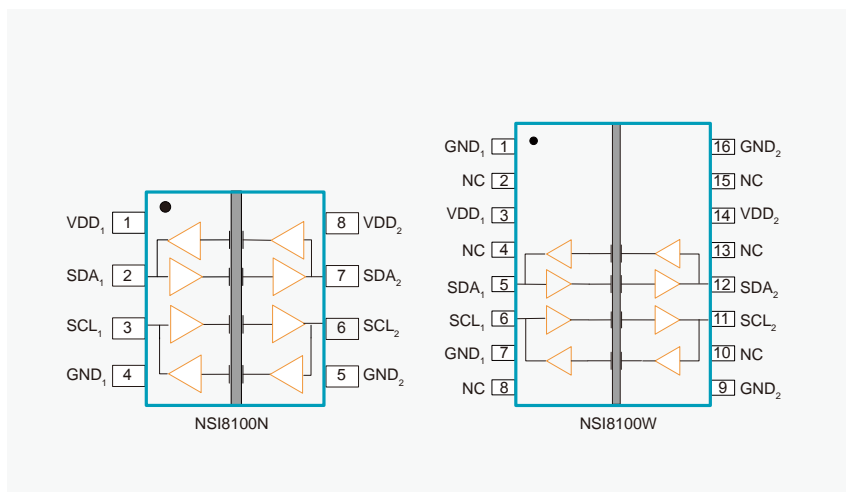 VDD₁ 1
SDA₁ 2
SCL₁ 3
GND₁ 4
8 VDD₂
7 SDA₂
6 SCL₂
5 GND₂
NSI8100N
GND₁ 1
NC 2
VDD₁ 3
NC 4
SDA₁ 5
SCL₁ 6
GND₁ 7
NC 8
16 GND₂
15 NC
14 VDD₂
13 NC
12 SDA₂
11 SCL₂
10 NC
9 GND₂
NSI8100W